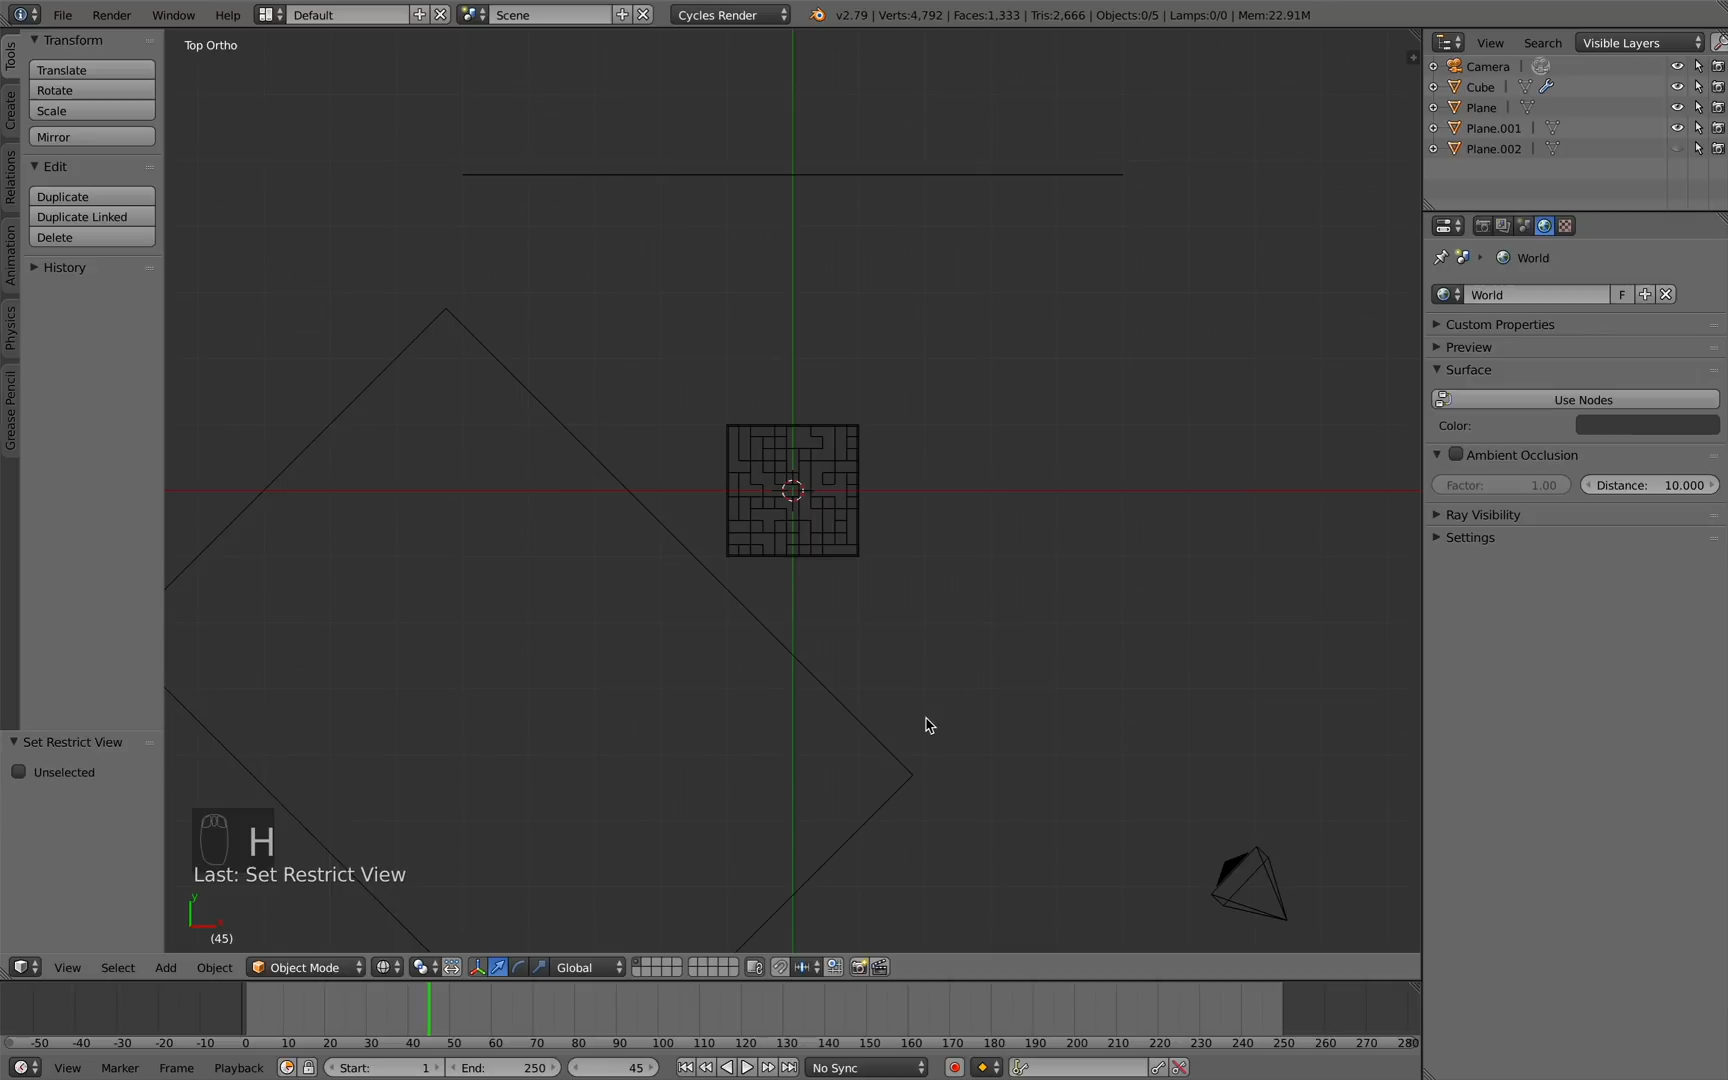 File Render Window Help Default Scene Cycles Render v2.79 | Verts:4,792 | Faces:1,333 | Tris:2,666 | Objects:0/5 | Lamps:0/0 | Mem:22.91M
Tools
Create
Relations
Animation
Physics
Grease Pencil
Transform
Translate
Rotate
Scale
Mirror
Edit
Duplicate
Duplicate Linked
Delete
History
Set Restrict View
Unselected
Top Ortho
H
Last: Set Restrict View
y
(45)
View Search Visible Layers
Camera
Cube
Plane
Plane.001
Plane.002
World
World F
Custom Properties
Preview
Surface
Use Nodes
Color:
Ambient Occlusion
Factor: 1.00 Distance: 10.000
Ray Visibility
Settings
View Select Add Object Object Mode Global
-50 -40 -30 -20 -10 0 10 20 30 40 50 60 70 80 90 100 110 120 130 140 150 160 170 180 190 200 210 220 230 240 250 260 270 280
View Marker Frame Playback Start: 1 End: 250 45 No Sync